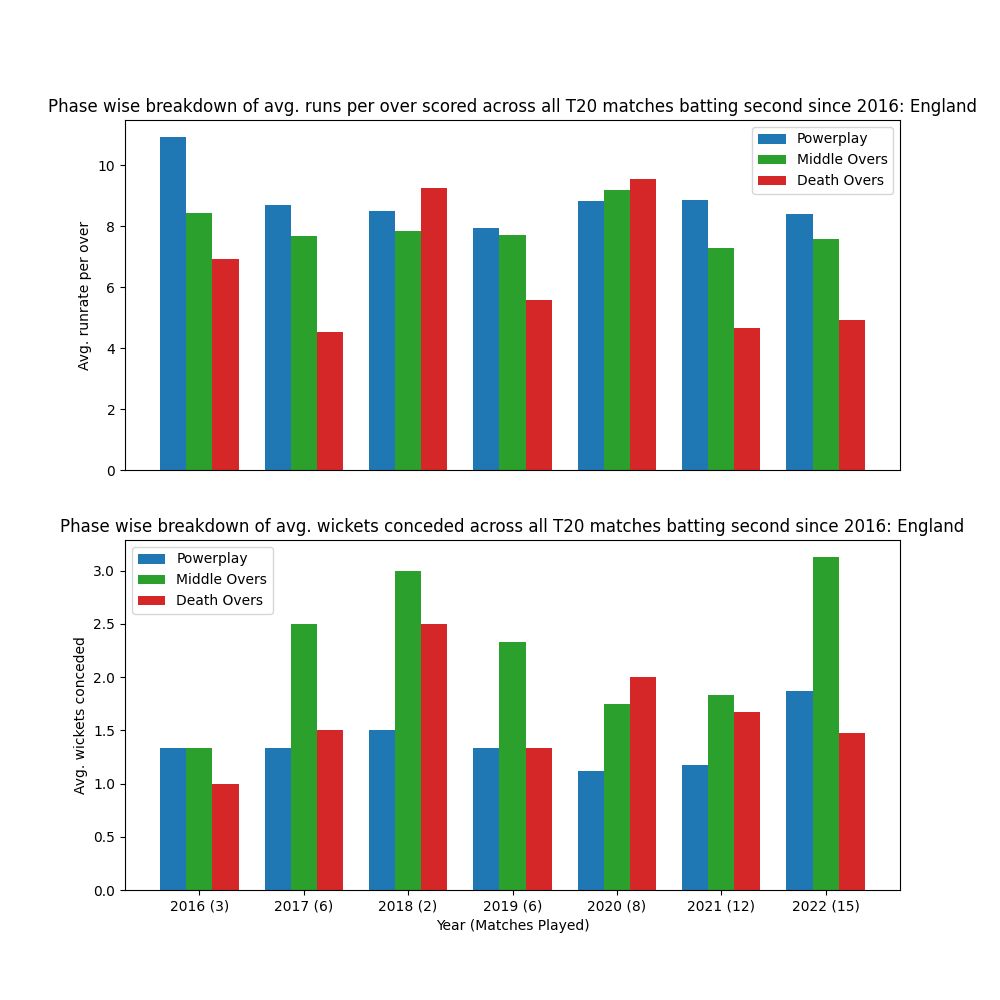 Phase wise breakdown of avg. runs per over scored across all T20 matches batting second since 2016: England
Avg. runrate per over
10
8
6
4
2
0
Powerplay
Middle Overs
Death Overs
Phase wise breakdown of avg. wickets conceded across all T20 matches batting second since 2016: England
Avg. wickets conceded
3.0
2.5
2.0
1.5
1.0
0.5
0.0
Powerplay
Middle Overs
Death Overs
2016 (3) 2017 (6) 2018 (2) 2019 (6) 2020 (8) 2021 (12) 2022 (15)
Year (Matches Played)